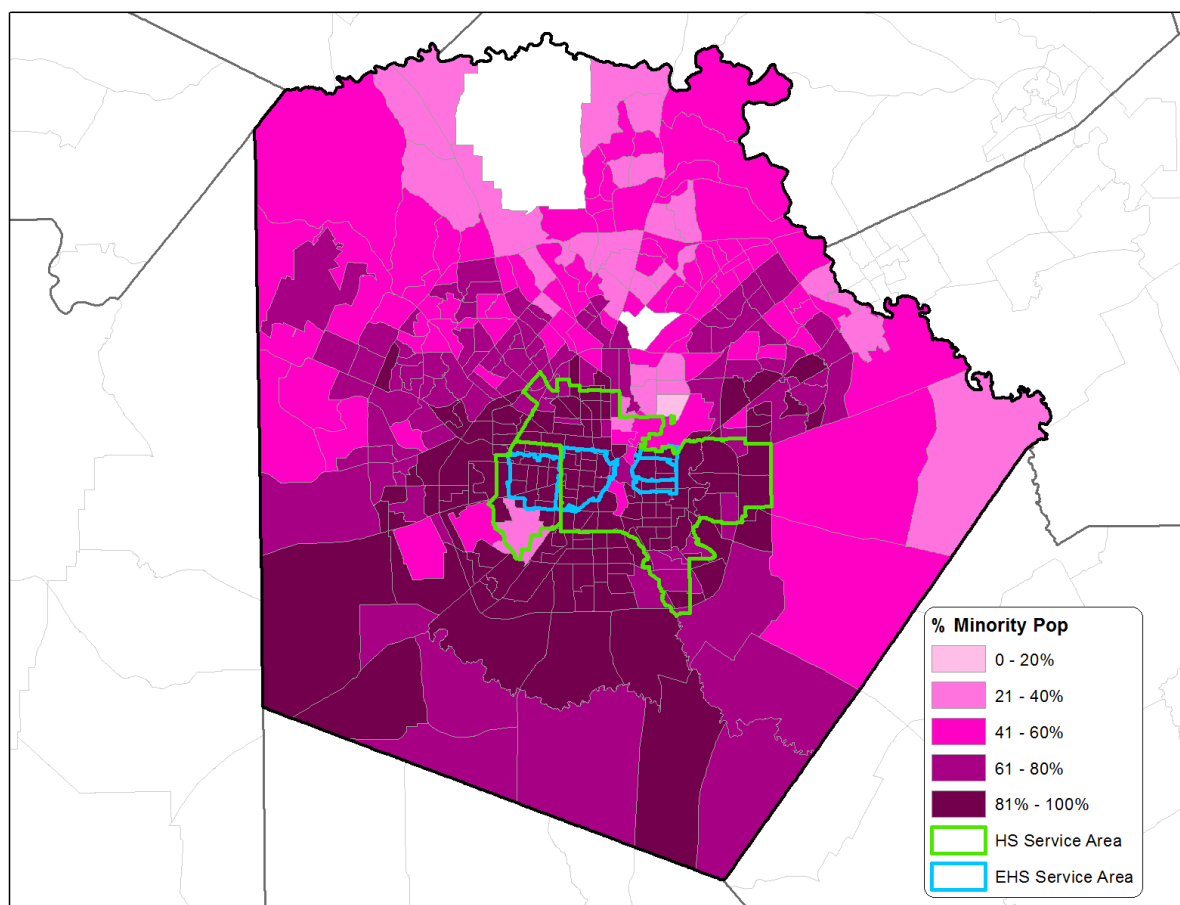 % Minority Pop
0 - 20%
21 - 40%
41 - 60%
61 - 80%
81% - 100%
HS Service Area
EHS Service Area